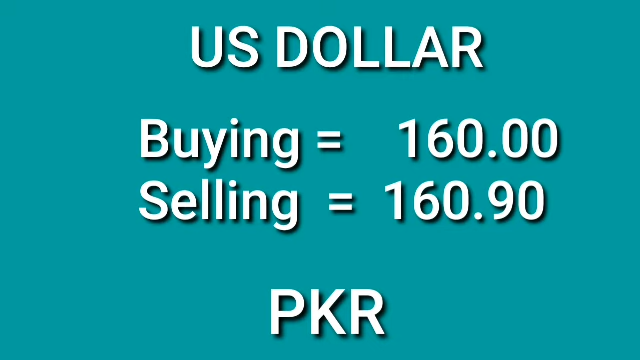 US DOLLAR
Buying = 160.00
Selling = 160.90
PKR